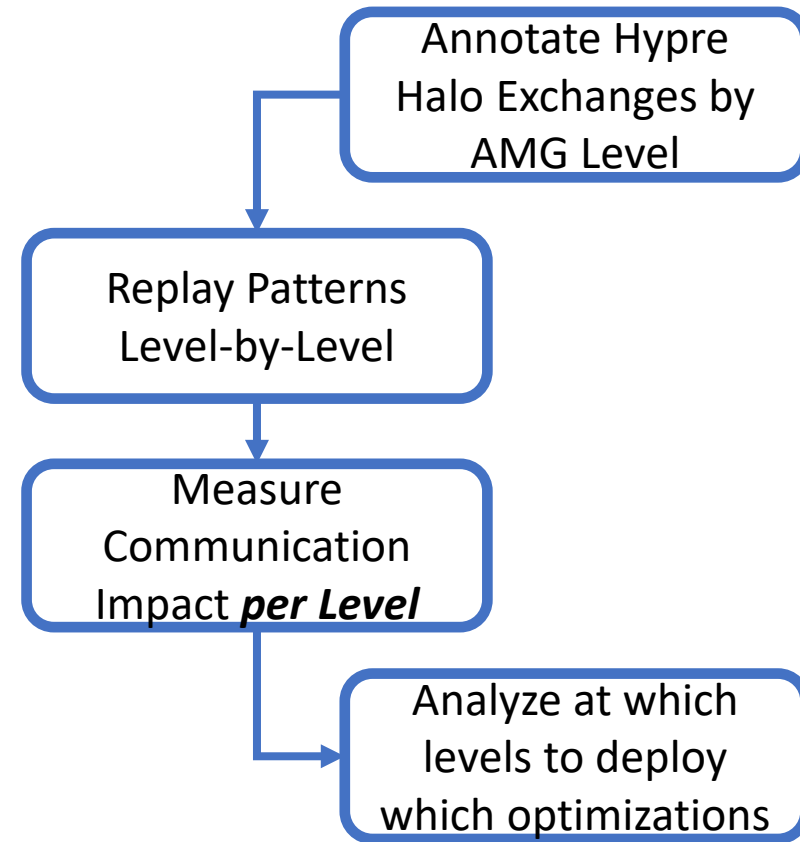 Annotate Hypre
Halo Exchanges by
AMG Level
Replay Patterns
Level-by-Level
Measure
Communication
Impact per Level
Analyze at which
levels to deploy
which optimizations